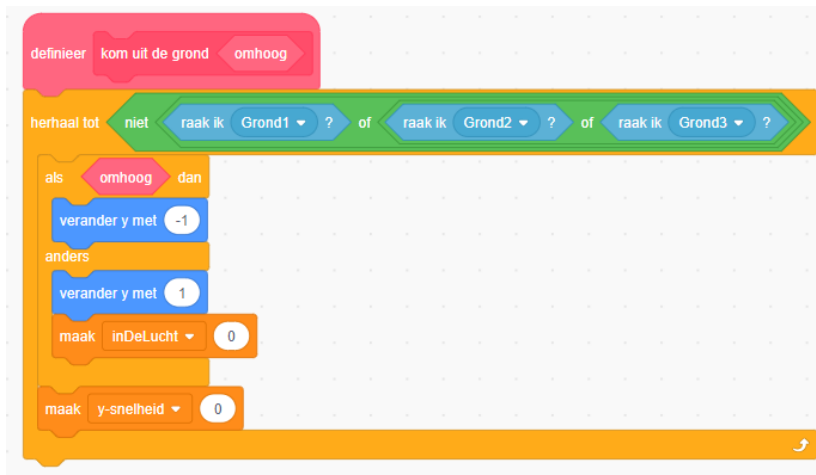 definieer kom uit de grond omhoog
herhaal tot niet raak ik Grond1 ? of raak ik Grond2 ? of raak ik Grond3 ?
als omhoog dan
verander y met -1
anders
verander y met 1
maak inDeLucht 0
maak y-snelheid 0